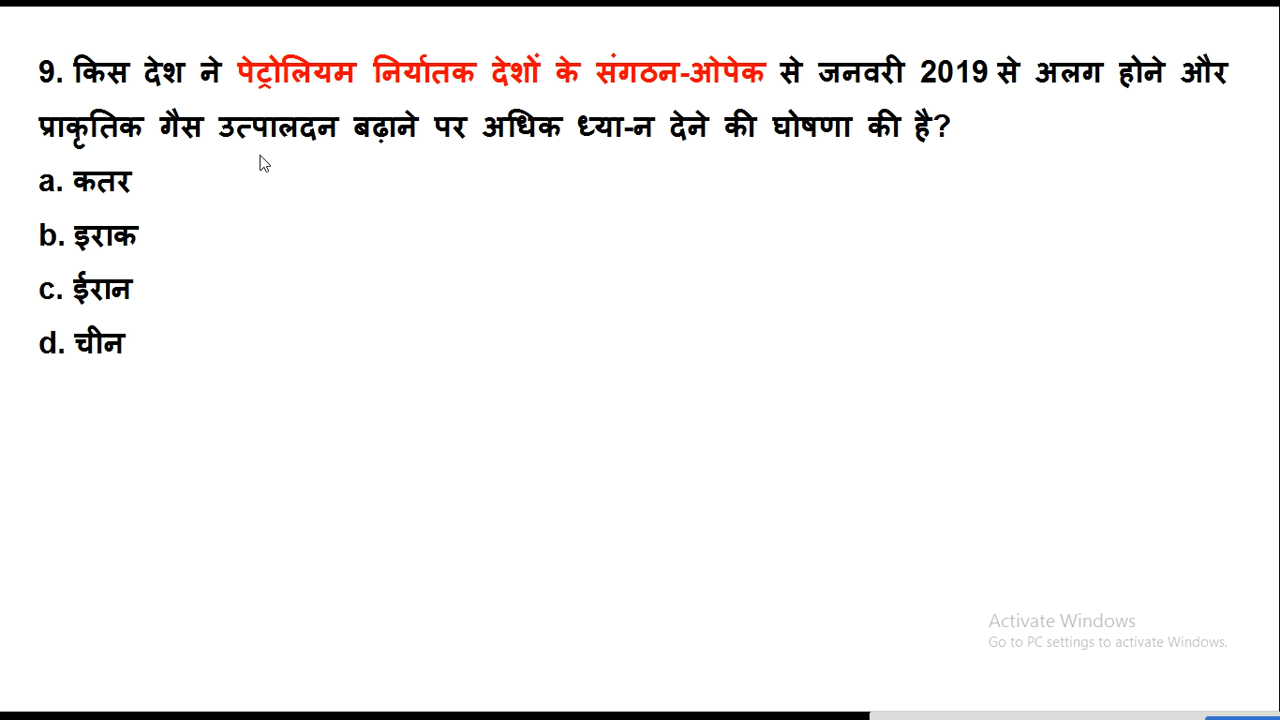 9. किस देश ने पेट्रोलियम निर्यातक देशों के संगठन-ओपेक से जनवरी 2019 से अलग होने और
प्राकृतिक गैस उत्पालदन बढ़ाने पर अधिक ध्या-न देने की घोषणा की है?
a. कतर
b. इराक
c. ईरान
d. चीन
Activate Windows
Go to PC settings to activate Windows.